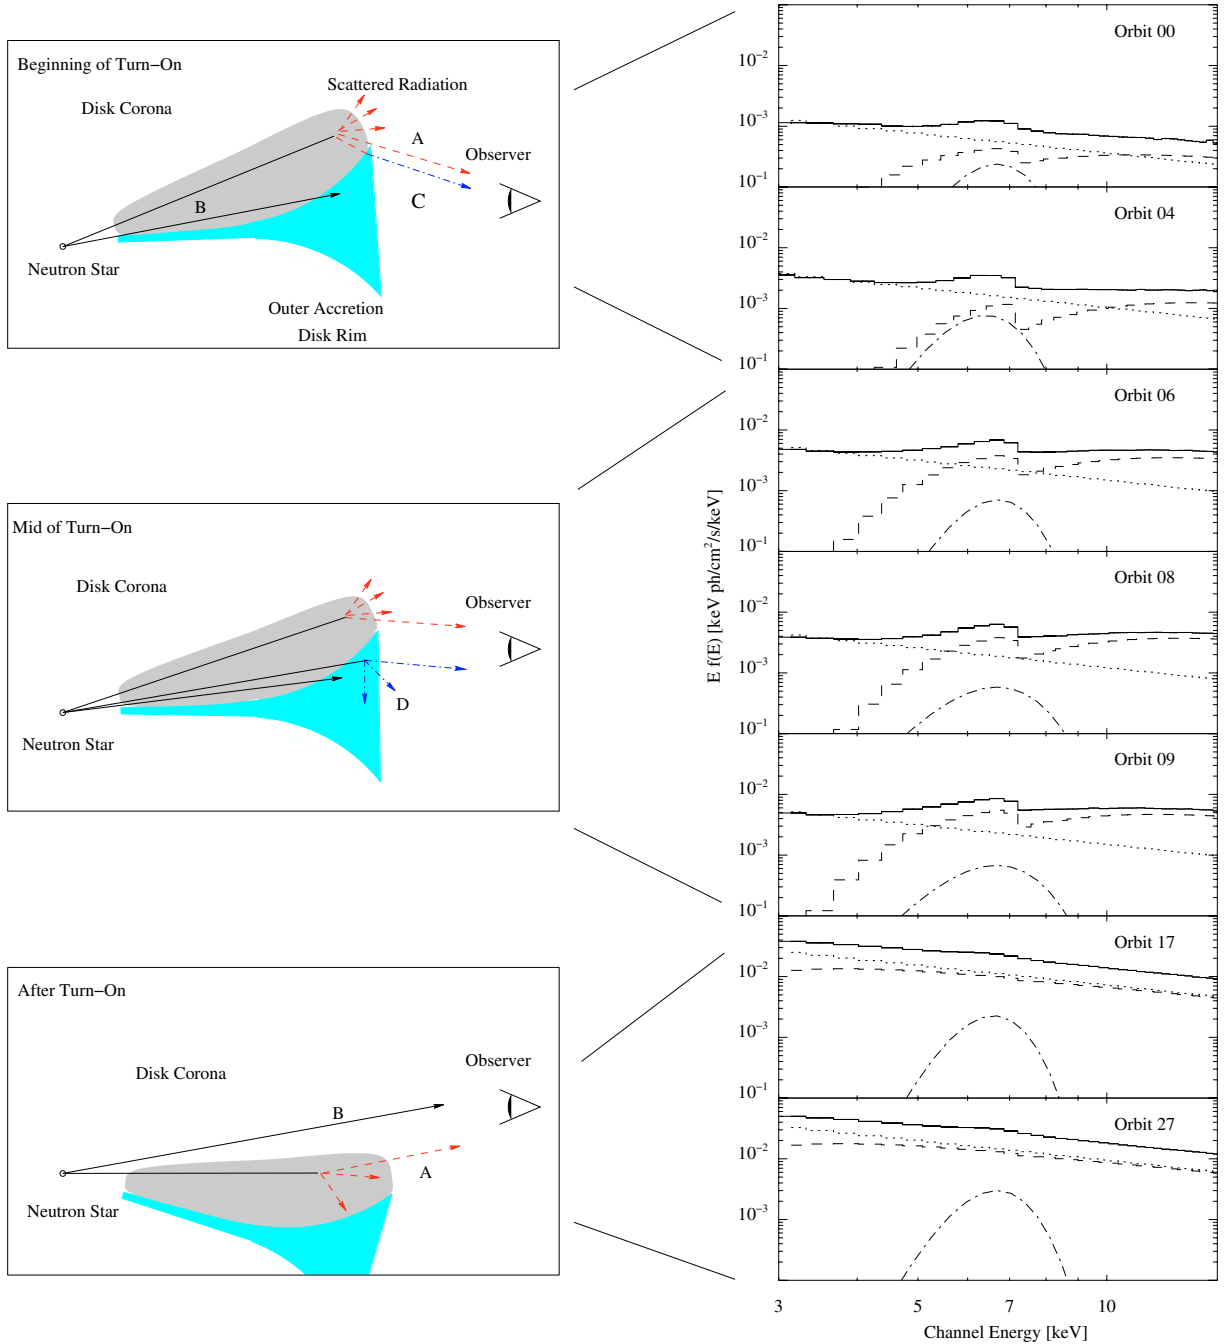 Beginning of Turn−On
Disk Corona
Scattered Radiation
A
Observer
B
C
Neutron Star
Outer Accretion
Disk Rim
Mid of Turn−On
Disk Corona
Observer
D
Neutron Star
After Turn−On
Disk Corona
Observer
B
A
Neutron Star
E f(E) [keV ph/cm²/s/keV]
Orbit 00
10⁻²
10⁻³
10⁻¹
Orbit 04
10⁻²
10⁻³
10⁻¹
Orbit 06
10⁻²
10⁻³
10⁻¹
Orbit 08
10⁻²
10⁻³
10⁻¹
Orbit 09
10⁻²
10⁻³
10⁻¹
Orbit 17
10⁻²
10⁻³
10⁻¹
Orbit 27
10⁻²
10⁻³
3 5 7 10
Channel Energy [keV]